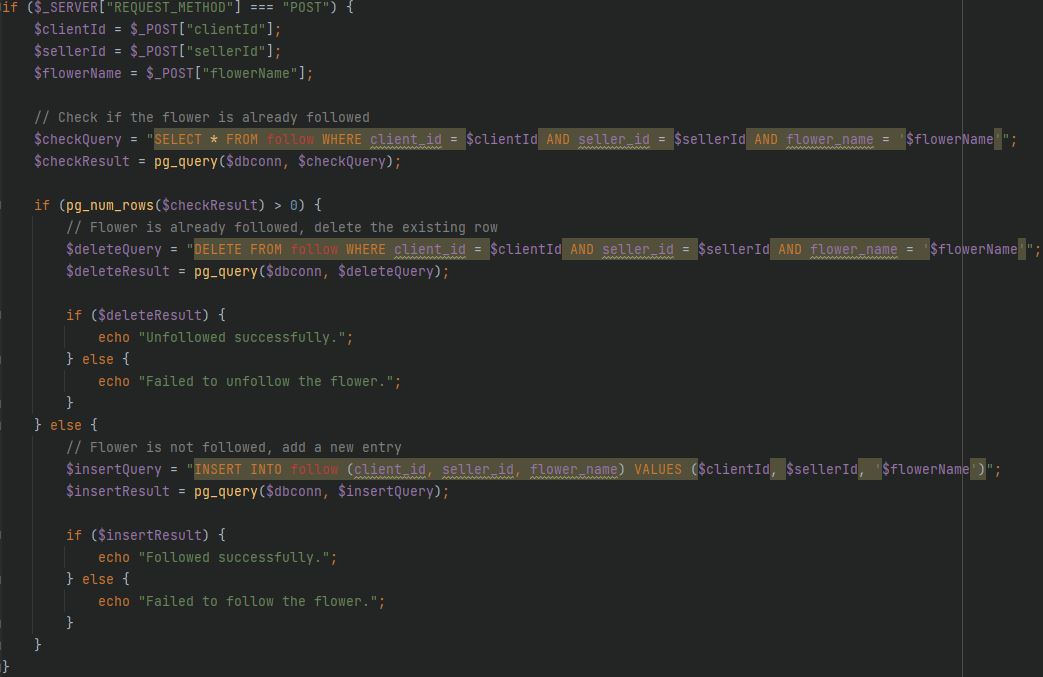 if ($_SERVER["REQUEST_METHOD"] === "POST") {
    $clientId = $_POST["clientId"];
    $sellerId = $_POST["sellerId"];
    $flowerName = $_POST["flowerName"];

    // Check if the flower is already followed
    $checkQuery = "SELECT * FROM follow WHERE client_id = $clientId AND seller_id = $sellerId AND flower_name = '$flowerName'";
    $checkResult = pg_query($dbconn, $checkQuery);

    if (pg_num_rows($checkResult) > 0) {
        // Flower is already followed, delete the existing row
        $deleteQuery = "DELETE FROM follow WHERE client_id = $clientId AND seller_id = $sellerId AND flower_name = '$flowerName'";
        $deleteResult = pg_query($dbconn, $deleteQuery);

        if ($deleteResult) {
            echo "Unfollowed successfully.";
        } else {
            echo "Failed to unfollow the flower.";
        }
    } else {
        // Flower is not followed, add a new entry
        $insertQuery = "INSERT INTO follow (client_id, seller_id, flower_name) VALUES ($clientId, $sellerId, '$flowerName')";
        $insertResult = pg_query($dbconn, $insertQuery);

        if ($insertResult) {
            echo "Followed successfully.";
        } else {
            echo "Failed to follow the flower.";
        }
    }
}